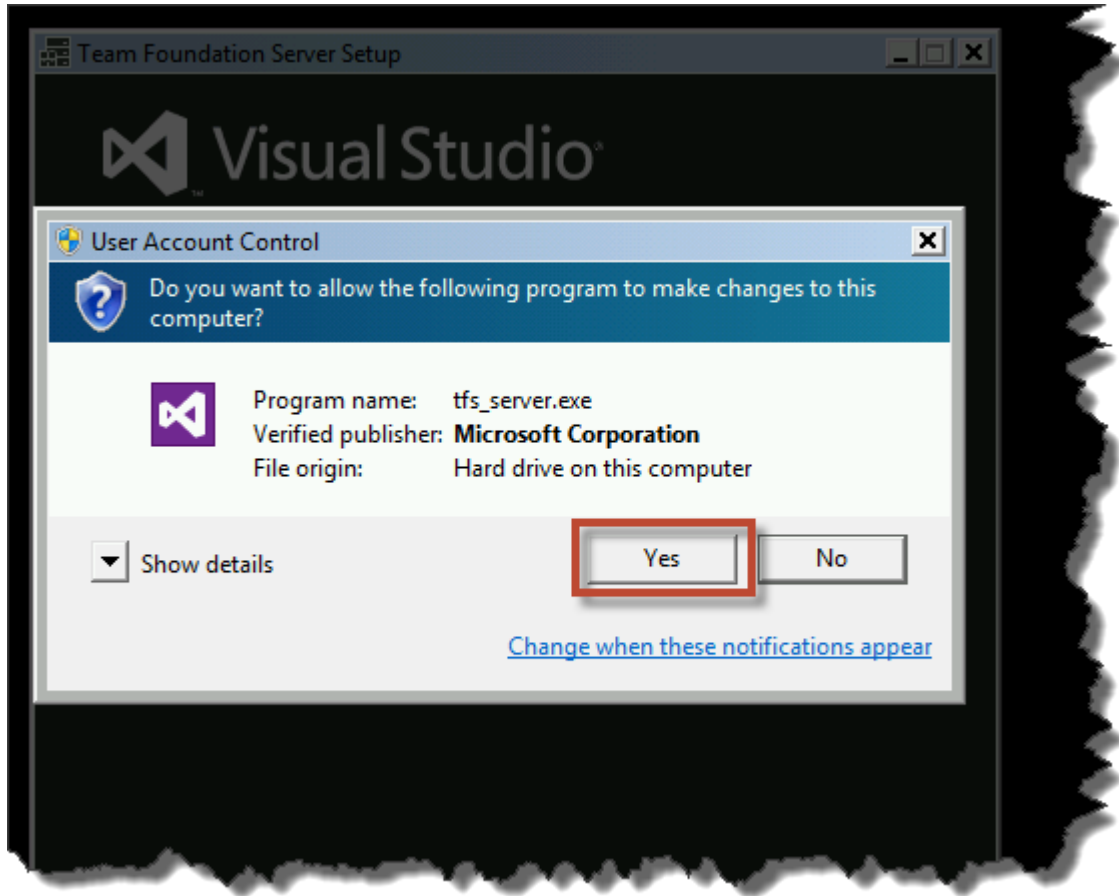 Team Foundation Server Setup
Visual Studio
User Account Control
Do you want to allow the following program to make changes to this
computer?
Program name: tfs_server.exe
Verified publisher: Microsoft Corporation
File origin: Hard drive on this computer
Show details
Yes No
Change when these notifications appear